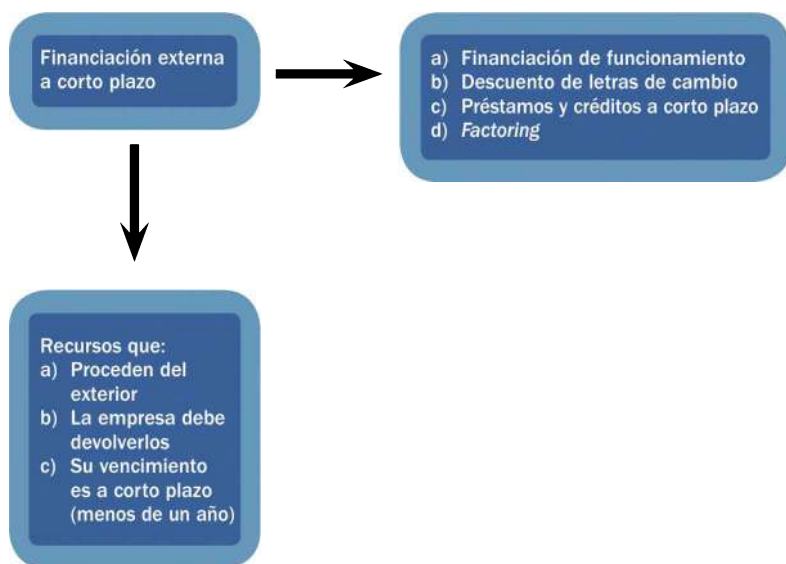 Financiación externa
a corto plazo
a) Financiación de funcionamiento
b) Descuento de letras de cambio
c) Préstamos y créditos a corto plazo
d) Factoring
Recursos que:
a) Proceden del
exterior
b) La empresa debe
devolverlos
c) Su vencimiento
es a corto plazo
(menos de un año)